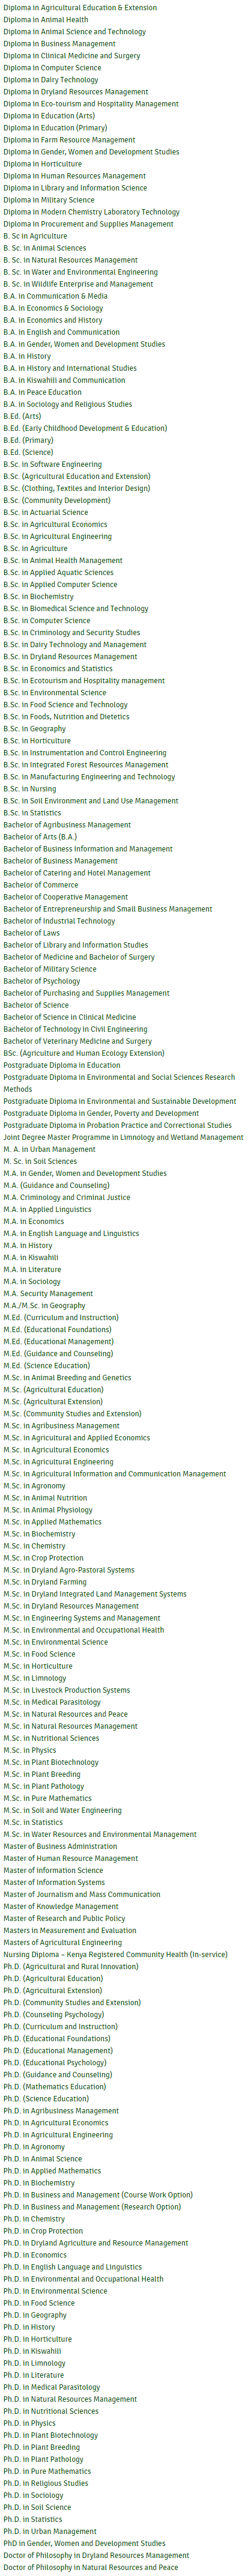 Diploma in Agricultural Education & Extension
Diploma in Animal Health
Diploma in Animal Science and Technology
Diploma in Business Management
Diploma in Clinical Medicine and Surgery
Diploma in Computer Science
Diploma in Dairy Technology
Diploma in Dryland Resources Management
Diploma in Eco-tourism and Hospitality Management
Diploma in Education (Arts)
Diploma in Education (Primary)
Diploma in Farm Resource Management
Diploma in Gender, Women and Development Studies
Diploma in Horticulture
Diploma in Human Resources Management
Diploma in Library and Information Science
Diploma in Military Science
Diploma in Modern Chemistry Laboratory Technology
Diploma in Procurement and Supplies Management
B. Sc in Agriculture
B. Sc. in Animal Sciences
B. Sc. in Natural Resources Management
B. Sc. in Water and Environmental Engineering
B. Sc. in Wildlife Enterprise and Management
B.A. in Communication & Media
B.A. in Economics & Sociology
B.A. in Economics and History
B.A. in English and Communication
B.A. in Gender, Women and Development Studies
B.A. in History
B.A. in History and International Studies
B.A. in Kiswahili and Communication
B.A. in Peace Education
B.A. in Sociology and Religious Studies
B.Ed. (Arts)
B.Ed. (Early Childhood Development & Education)
B.Ed. (Primary)
B.Ed. (Science)
B.Sc. in Software Engineering
B.Sc. (Agricultural Education and Extension)
B.Sc. (Clothing, Textiles and Interior Design)
B.Sc. (Community Development)
B.Sc. in Actuarial Science
B.Sc. in Agricultural Economics
B.Sc. in Agricultural Engineering
B.Sc. in Agriculture
B.Sc. in Animal Health Management
B.Sc. in Applied Aquatic Sciences
B.Sc. in Applied Computer Science
B.Sc. in Biochemistry
B.Sc. in Biomedical Science and Technology
B.Sc. in Computer Science
B.Sc. in Criminology and Security Studies
B.Sc. in Dairy Technology and Management
B.Sc. in Dryland Resources Management
B.Sc. in Economics and Statistics
B.Sc. in Ecotourism and Hospitality management
B.Sc. in Environmental Science
B.Sc. in Food Science and Technology
B.Sc. in Foods, Nutrition and Dietetics
B.Sc. in Geography
B.Sc. in Horticulture
B.Sc. in Instrumentation and Control Engineering
B.Sc. in Integrated Forest Resources Management
B.Sc. in Manufacturing Engineering and Technology
B.Sc. in Nursing
B.Sc. in Soil Environment and Land Use Management
B.Sc. in Statistics
Bachelor of Agribusiness Management
Bachelor of Arts (B.A.)
Bachelor of Business Information and Management
Bachelor of Business Management
Bachelor of Catering and Hotel Management
Bachelor of Commerce
Bachelor of Cooperative Management
Bachelor of Entrepreneurship and Small Business Management
Bachelor of Industrial Technology
Bachelor of Laws
Bachelor of Library and Information Studies
Bachelor of Medicine and Bachelor of Surgery
Bachelor of Military Science
Bachelor of Psychology
Bachelor of Purchasing and Supplies Management
Bachelor of Science
Bachelor of Science in Clinical Medicine
Bachelor of Technology in Civil Engineering
Bachelor of Veterinary Medicine and Surgery
BSc. (Agriculture and Human Ecology Extension)
Postgraduate Diploma in Education
Postgraduate Diploma in Environmental and Social Sciences Research
Methods
Postgraduate Diploma in Environmental and Sustainable Development
Postgraduate Diploma in Gender, Poverty and Development
Postgraduate Diploma in Probation Practice and Correctional Studies
Joint Degree Master Programme in Limnology and Wetland Management
M. A. in Urban Management
M. Sc. in Soil Sciences
M.A. in Gender, Women and Development Studies
M.A. (Guidance and Counseling)
M.A. Criminology and Criminal Justice
M.A. in Applied Linguistics
M.A. in Economics
M.A. in English Language and Linguistics
M.A. in History
M.A. in Kiswahili
M.A. in Literature
M.A. in Sociology
M.A. Security Management
M.A./M.Sc. in Geography
M.Ed. (Curriculum and Instruction)
M.Ed. (Educational Foundations)
M.Ed. (Educational Management)
M.Ed. (Guidance and Counseling)
M.Ed. (Science Education)
M.Sc. in Animal Breeding and Genetics
M.Sc. (Agricultural Education)
M.Sc. (Agricultural Extension)
M.Sc. (Community Studies and Extension)
M.Sc. in Agribusiness Management
M.Sc. in Agricultural and Applied Economics
M.Sc. in Agricultural Economics
M.Sc. in Agricultural Engineering
M.Sc. in Agricultural Information and Communication Management
M.Sc. in Agronomy
M.Sc. in Animal Nutrition
M.Sc. in Animal Physiology
M.Sc. in Applied Mathematics
M.Sc. in Biochemistry
M.Sc. in Chemistry
M.Sc. in Crop Protection
M.Sc. in Dryland Agro-Pastoral Systems
M.Sc. in Dryland Farming
M.Sc. in Dryland Integrated Land Management Systems
M.Sc. in Dryland Resources Management
M.Sc. in Engineering Systems and Management
M.Sc. in Environmental and Occupational Health
M.Sc. in Environmental Science
M.Sc. in Food Science
M.Sc. in Horticulture
M.Sc. in Limnology
M.Sc. in Livestock Production Systems
M.Sc. in Medical Parasitology
M.Sc. in Natural Resources and Peace
M.Sc. in Natural Resources Management
M.Sc. in Nutritional Sciences
M.Sc. in Physics
M.Sc. in Plant Biotechnology
M.Sc. in Plant Breeding
M.Sc. in Plant Pathology
M.Sc. in Pure Mathematics
M.Sc. in Soil and Water Engineering
M.Sc. in Statistics
M.Sc. in Water Resources and Environmental Management
Master of Business Administration
Master of Human Resource Management
Master of Information Science
Master of Information Systems
Master of Journalism and Mass Communication
Master of Knowledge Management
Master of Research and Public Policy
Masters in Measurement and Evaluation
Masters of Agricultural Engineering
Nursing Diploma – Kenya Registered Community Health (In-service)
Ph.D. (Agricultural and Rural Innovation)
Ph.D. (Agricultural Education)
Ph.D. (Agricultural Extension)
Ph.D. (Community Studies and Extension)
Ph.D. (Counseling Psychology)
Ph.D. (Curriculum and Instruction)
Ph.D. (Educational Foundations)
Ph.D. (Educational Management)
Ph.D. (Educational Psychology)
Ph.D. (Guidance and Counseling)
Ph.D. (Mathematics Education)
Ph.D. (Science Education)
Ph.D. in Agribusiness Management
Ph.D. in Agricultural Economics
Ph.D. in Agricultural Engineering
Ph.D. in Agronomy
Ph.D. in Animal Science
Ph.D. in Applied Mathematics
Ph.D. in Biochemistry
Ph.D. in Business and Management (Course Work Option)
Ph.D. in Business and Management (Research Option)
Ph.D. in Chemistry
Ph.D. in Crop Protection
Ph.D. in Dryland Agriculture and Resource Management
Ph.D. in Economics
Ph.D. in English Language and Linguistics
Ph.D. in Environmental and Occupational Health
Ph.D. in Environmental Science
Ph.D. in Food Science
Ph.D. in Geography
Ph.D. in History
Ph.D. in Horticulture
Ph.D. in Kiswahili
Ph.D. in Limnology
Ph.D. in Literature
Ph.D. in Medical Parasitology
Ph.D. in Natural Resources Management
Ph.D. in Nutritional Sciences
Ph.D. in Physics
Ph.D. in Plant Biotechnology
Ph.D. in Plant Breeding
Ph.D. in Plant Pathology
Ph.D. in Pure Mathematics
Ph.D. in Religious Studies
Ph.D. in Sociology
Ph.D. in Soil Science
Ph.D. in Statistics
Ph.D. in Urban Management
PhD in Gender, Women and Development Studies
Doctor of Philosophy in Dryland Resources Management
Doctor of Philosophy in Natural Resources and Peace